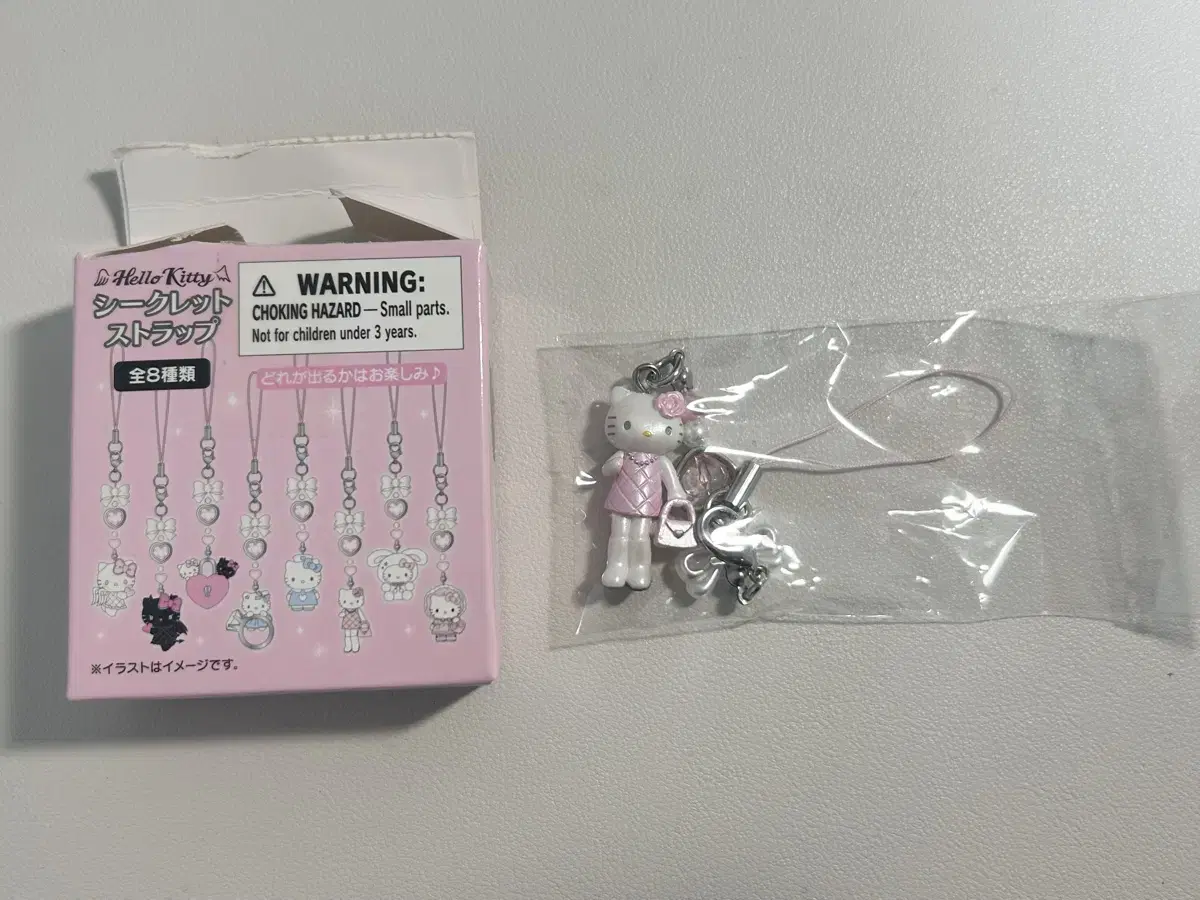 Hello Kitty
シークレット
ストラップ
⚠ WARNING:
CHOKING HAZARD — Small parts.
Not for children under 3 years.
全8種類
どれが出るかはお楽しみ♪
※イラストはイメージです。